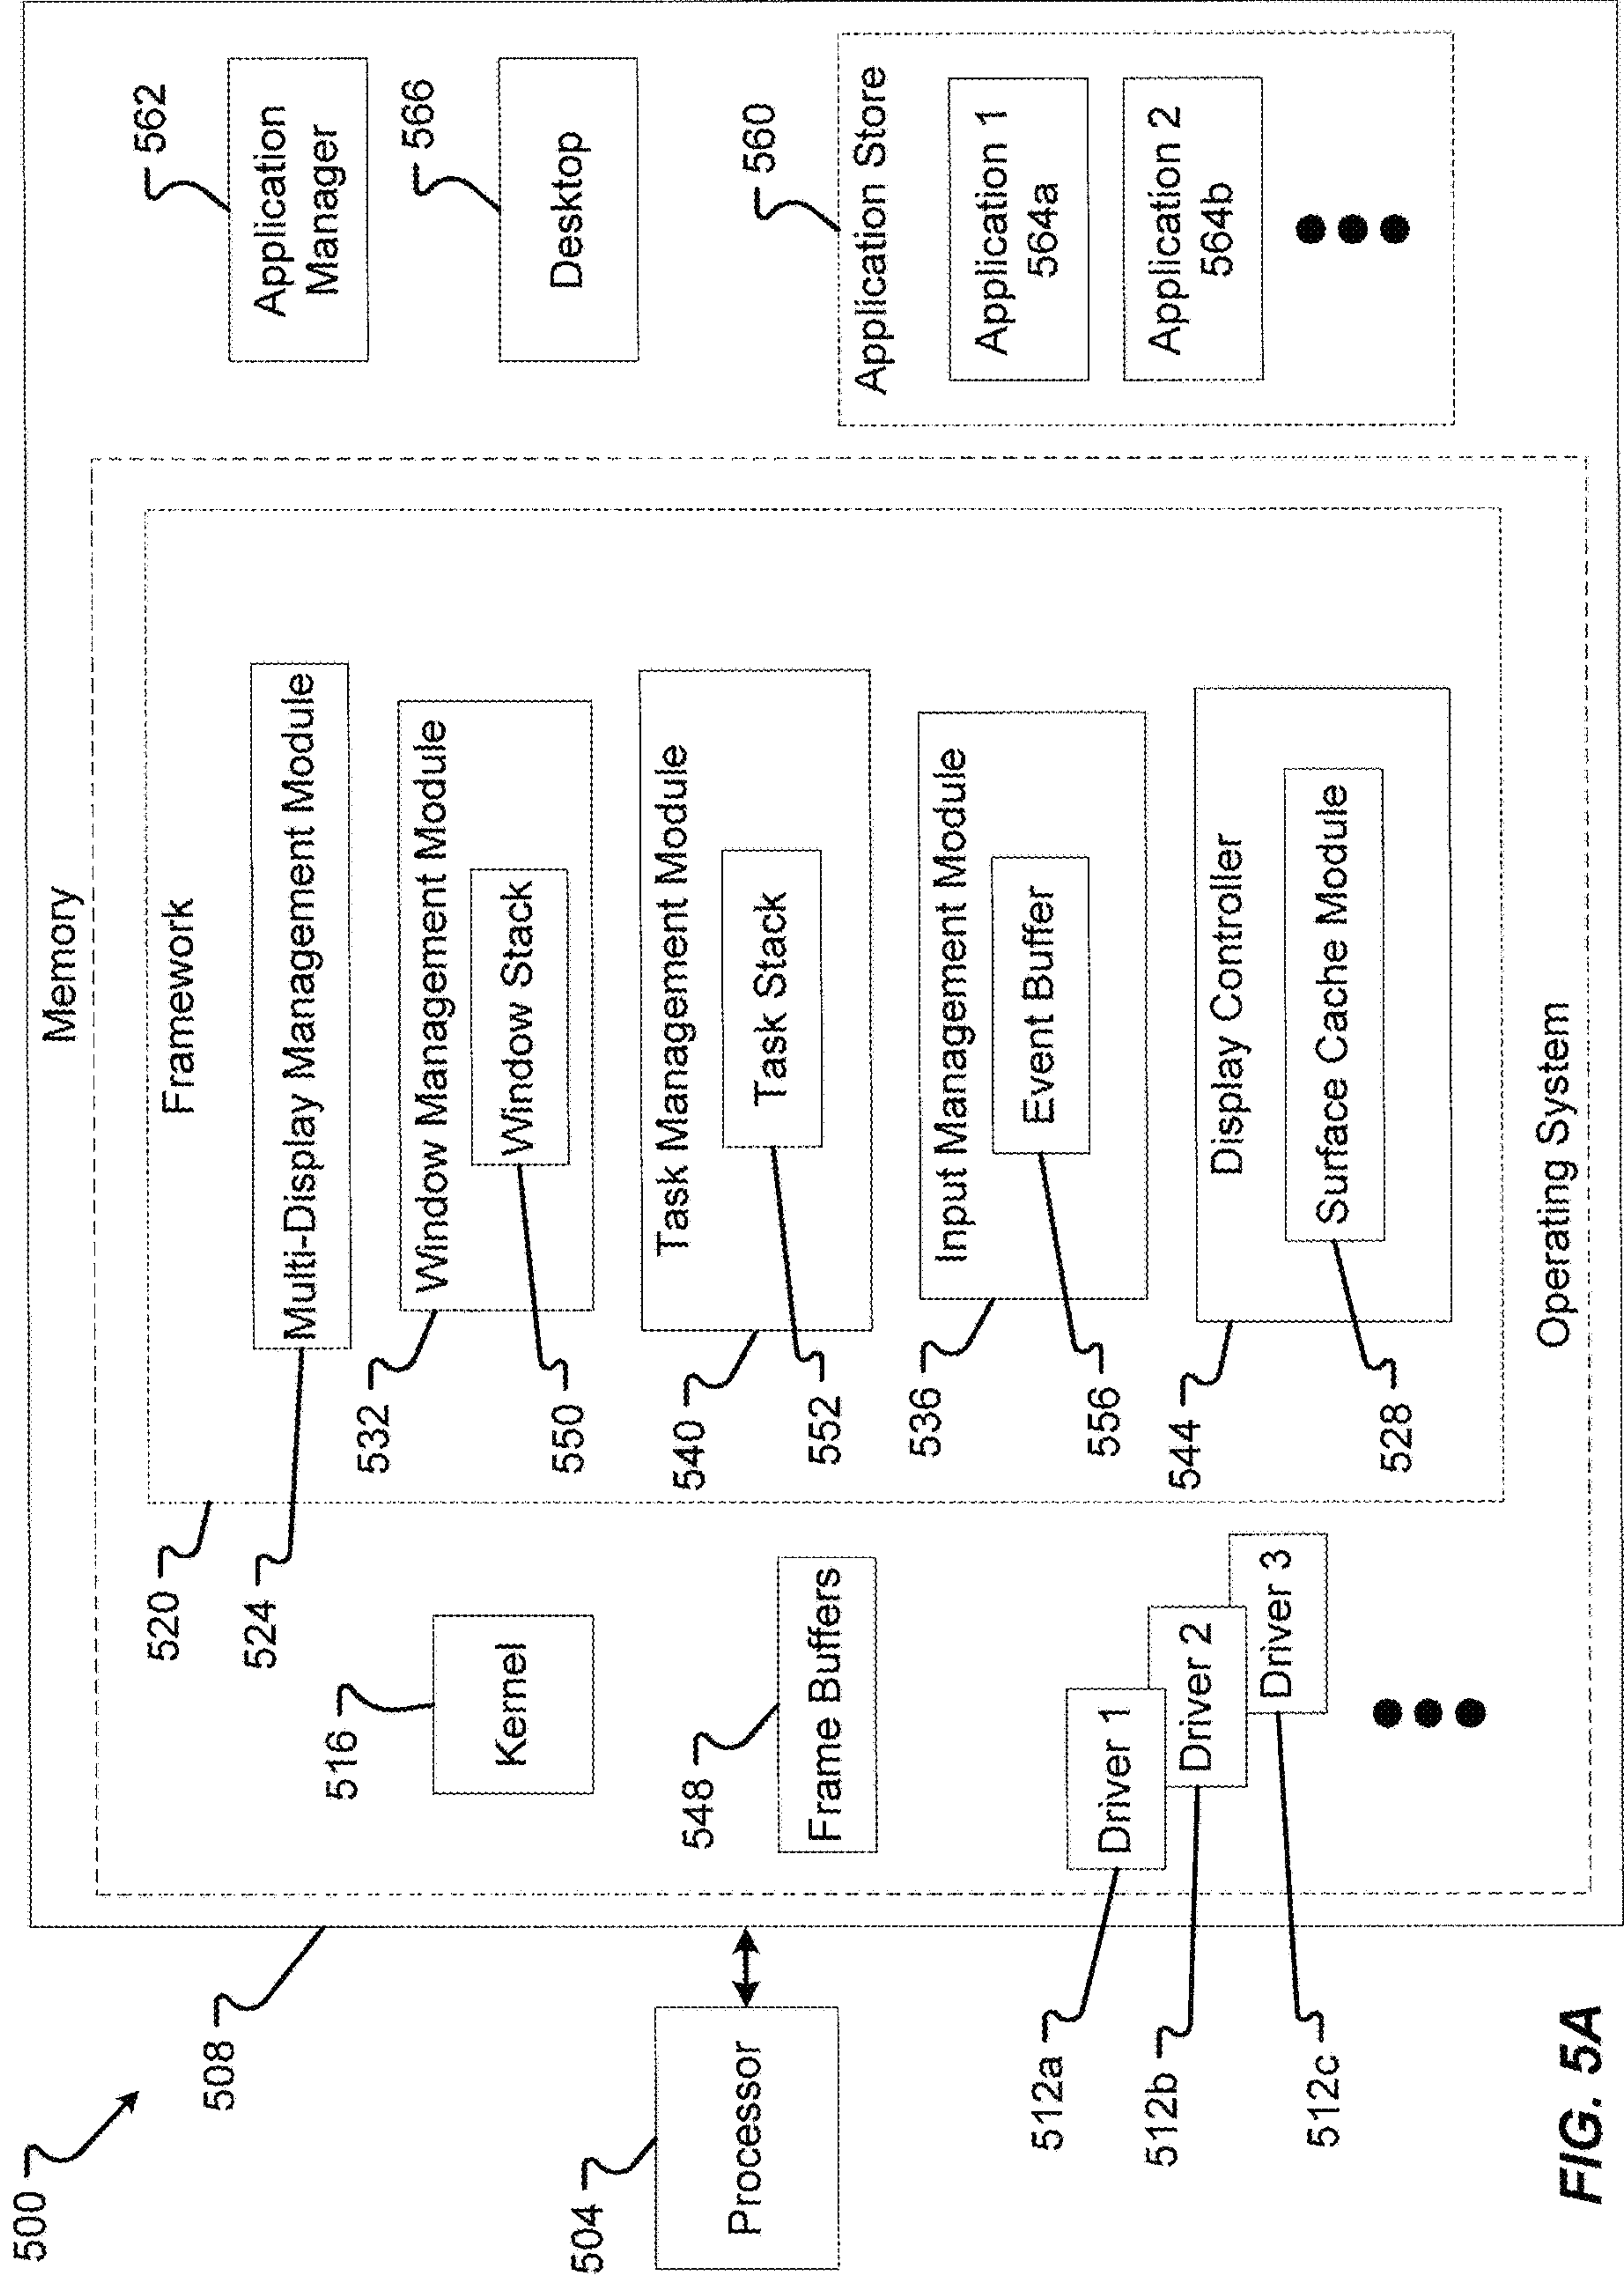 500
508
Memory
504
Processor
Operating System
516
Kernel
548
Frame Buffers
512a
Driver 1
512b
Driver 2
512c
Driver 3
520
Framework
524
Multi-Display Management Module
532
Window Management Module
550
Window Stack
540
Task Management Module
552
Task Stack
536
Input Management Module
556
Event Buffer
544
Display Controller
528
Surface Cache Module
562
Application
Manager
566
Desktop
560
Application Store
Application 1
564a
Application 2
564b
FIG. 5A